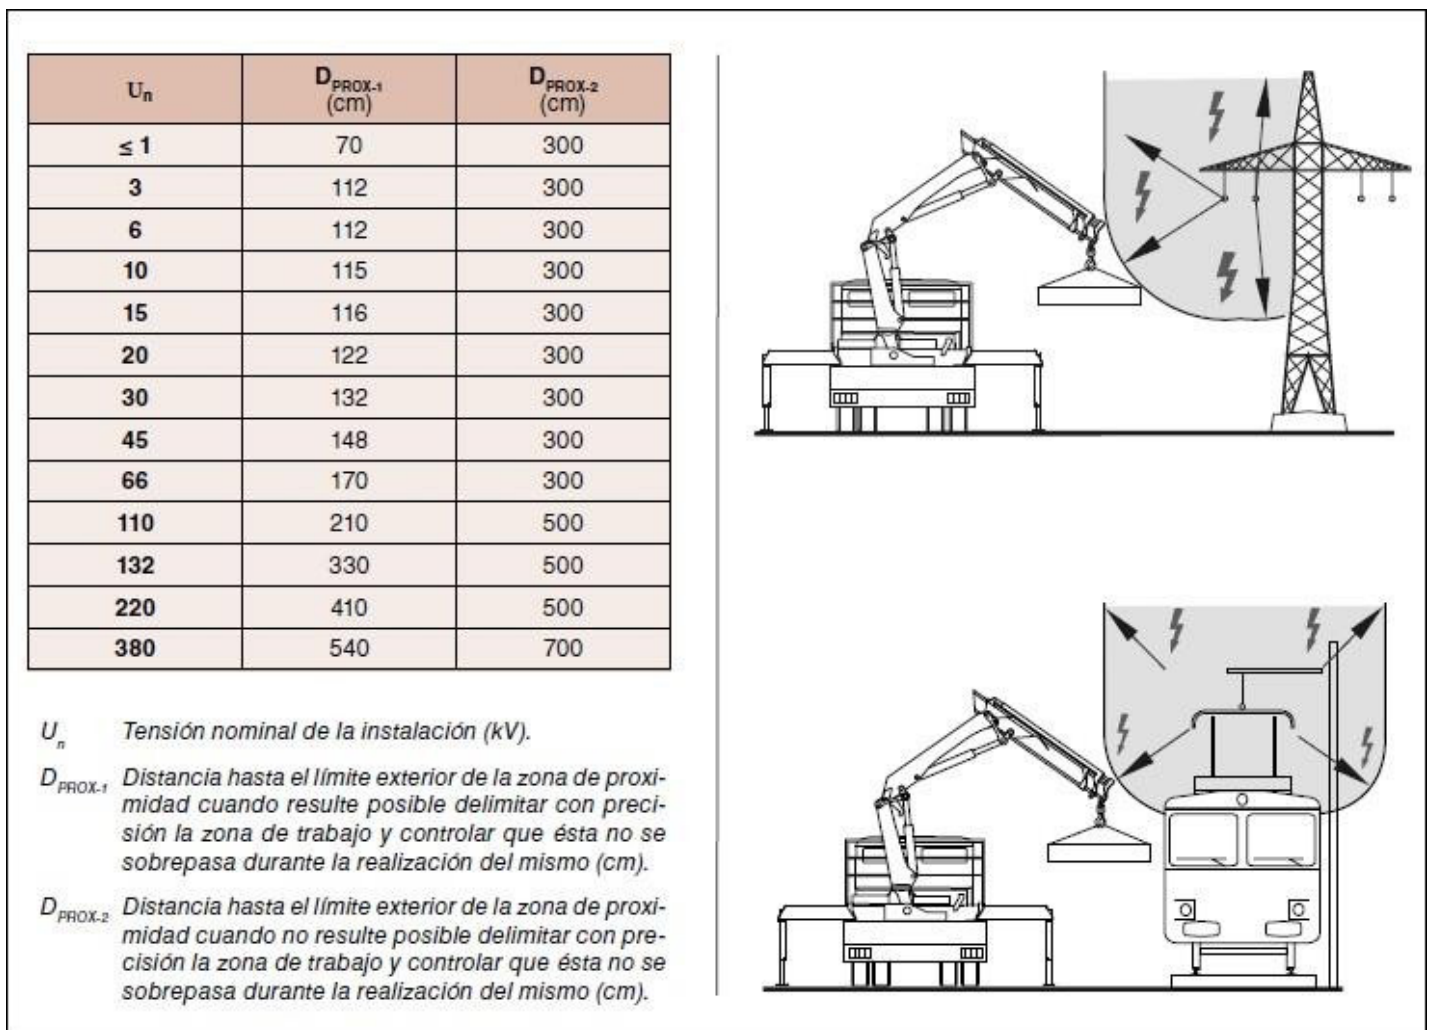 Un DPROX-1 (cm) DPROX-2 (cm)
≤ 1 70 300
3 112 300
6 112 300
10 115 300
15 116 300
20 122 300
30 132 300
45 148 300
66 170 300
110 210 500
132 330 500
220 410 500
380 540 700
Un Tensión nominal de la instalación (kV).
DPROX-1 Distancia hasta el límite exterior de la zona de proxi-
midad cuando resulte posible delimitar con preci-
sión la zona de trabajo y controlar que ésta no se
sobrepasa durante la realización del mismo (cm).
DPROX-2 Distancia hasta el límite exterior de la zona de proxi-
midad cuando no resulte posible delimitar con pre-
cisión la zona de trabajo y controlar que ésta no se
sobrepasa durante la realización del mismo (cm).